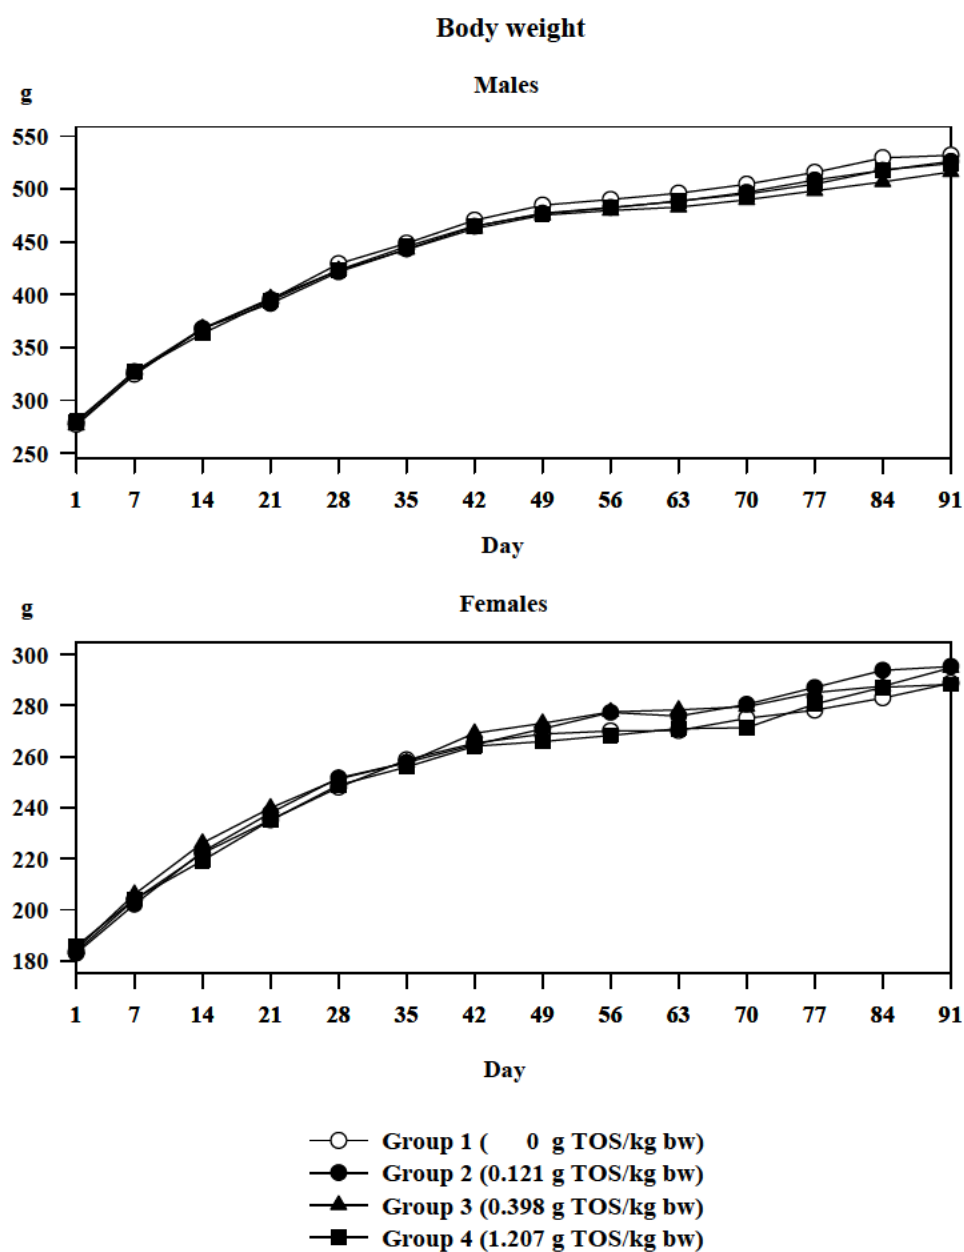 Body weight
Males
g
550
500
450
400
350
300
250
1 7 14 21 28 35 42 49 56 63 70 77 84 91
Day
Females
g
300
280
260
240
220
200
180
1 7 14 21 28 35 42 49 56 63 70 77 84 91
Day
Group 1 ( 0 g TOS/kg bw)
Group 2 (0.121 g TOS/kg bw)
Group 3 (0.398 g TOS/kg bw)
Group 4 (1.207 g TOS/kg bw)